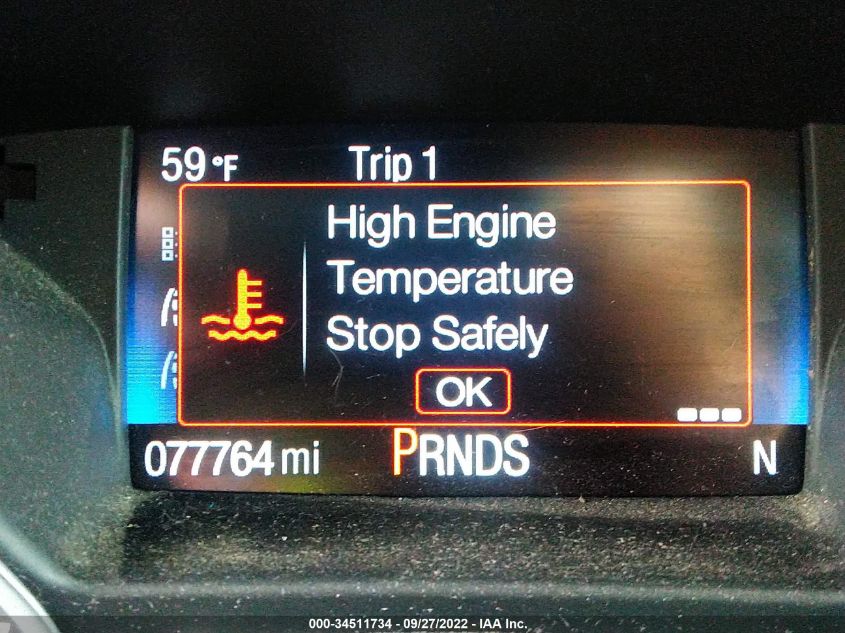 59 °F Trip 1
High Engine
Temperature
Stop Safely
OK
077764 mi PRNDS N
000-34511734 - 09/27/2022 - IAA Inc.